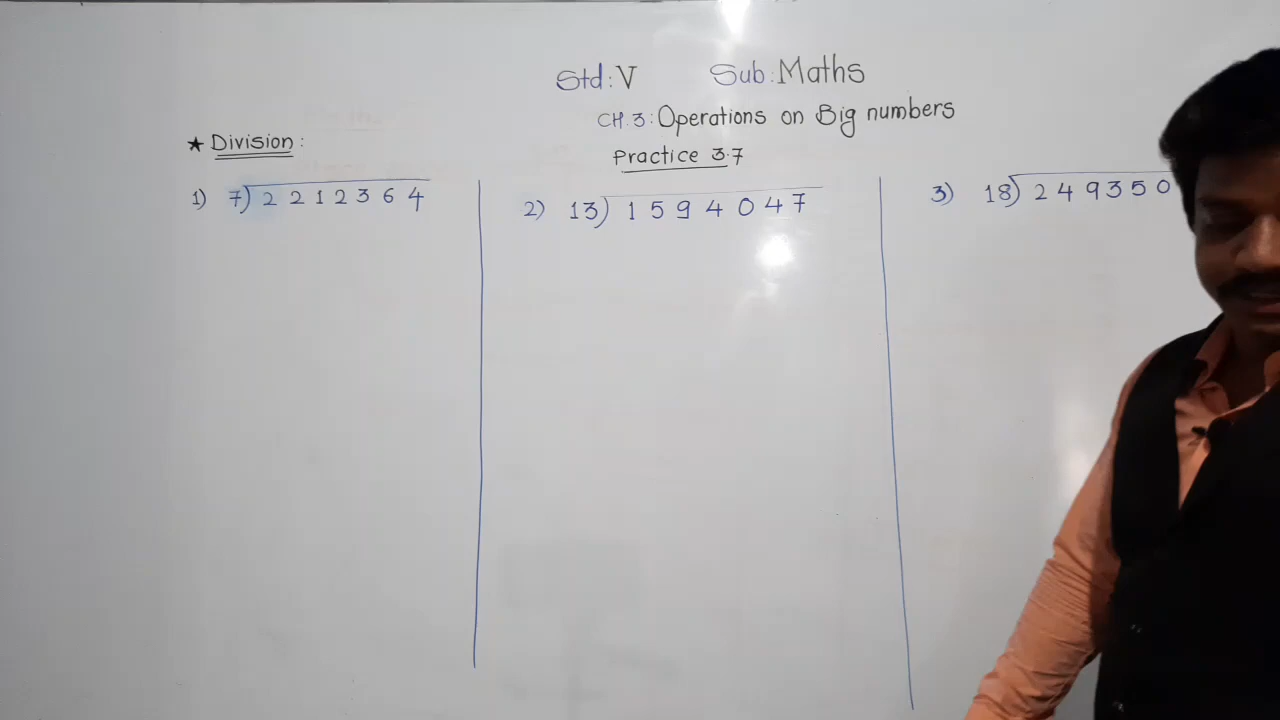 Std: V Sub: Maths
CH.3: Operations on Big numbers
Practice 3.7
★ Division:
1) 7) 2 2 1 2 3 6 4
2) 13) 1 5 9 4 0 4 7
3) 18) 2 4 9 3 5 0